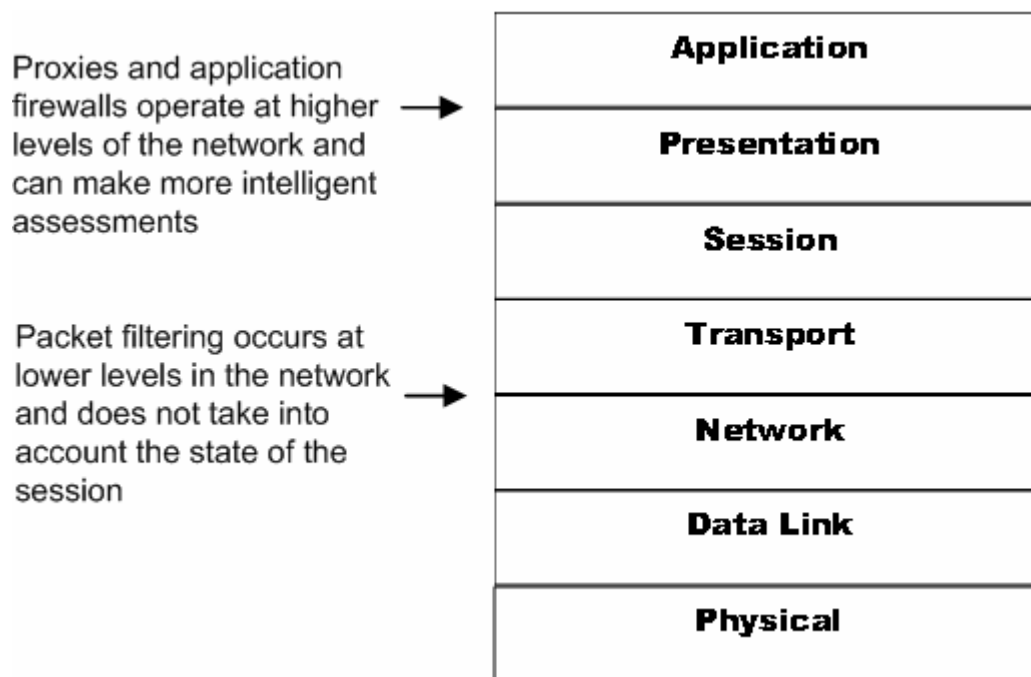 Proxies and application
firewalls operate at higher
levels of the network and
can make more intelligent
assessments
Packet filtering occurs at
lower levels in the network
and does not take into
account the state of the
session
Application
Presentation
Session
Transport
Network
Data Link
Physical